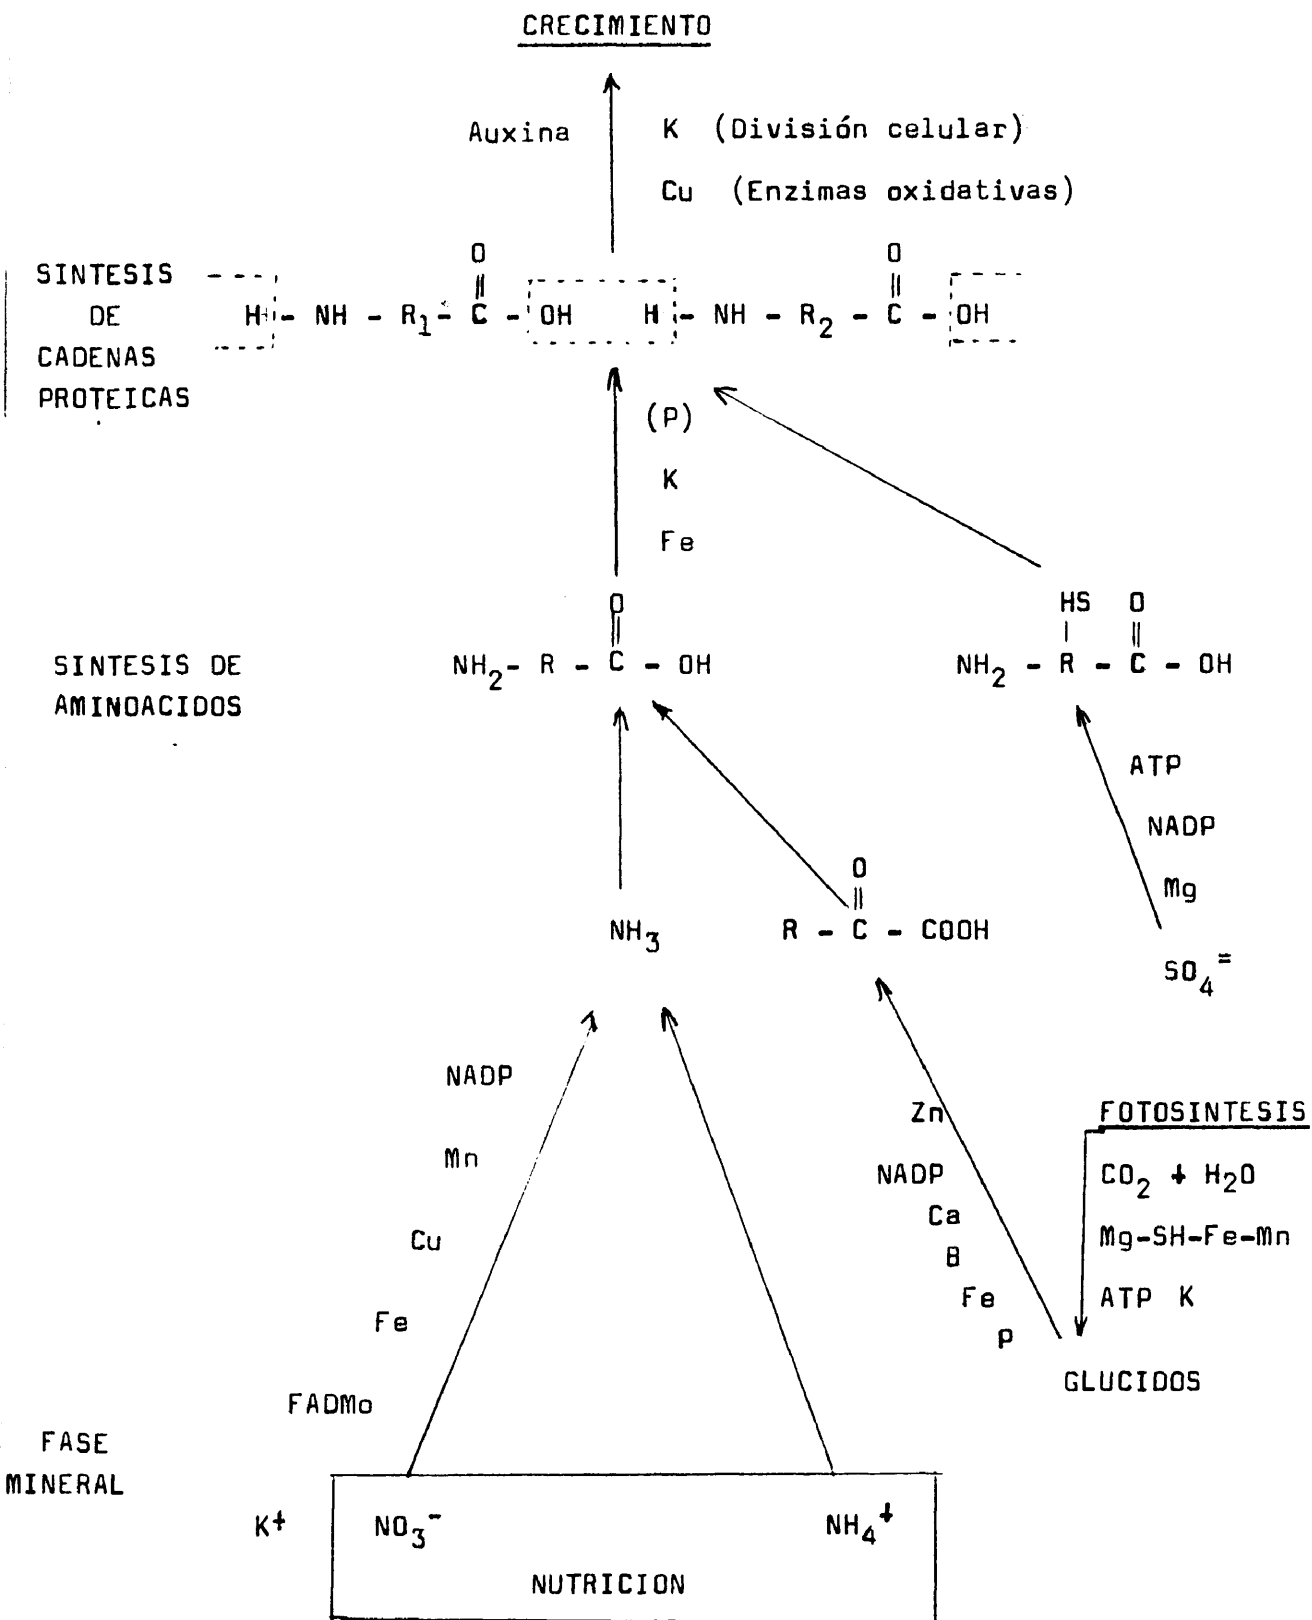 CRECIMIENTO
Auxina K (División celular)
Cu (Enzimas oxidativas)
O O
SINTESIS
|| ||
DE H - NH - R1 - C - OH H - NH - R2 - C - OH
CADENAS
PROTEICAS
(P)
K
Fe
O HS O
|| | ||
SINTESIS DE NH2 - R - C - OH NH2 - R - C - OH
AMINOACIDOS
ATP
NADP
O
|| Mg
NH3 R - C - COOH
SO4=
NADP
Zn FOTOSINTESIS
Mn NADP CO2 + H2O
Ca
Cu B Mg-SH-Fe-Mn
Fe ATP K
Fe P
GLUCIDOS
FADMo
FASE
MINERAL
K+ NO3- NH4+
NUTRICION